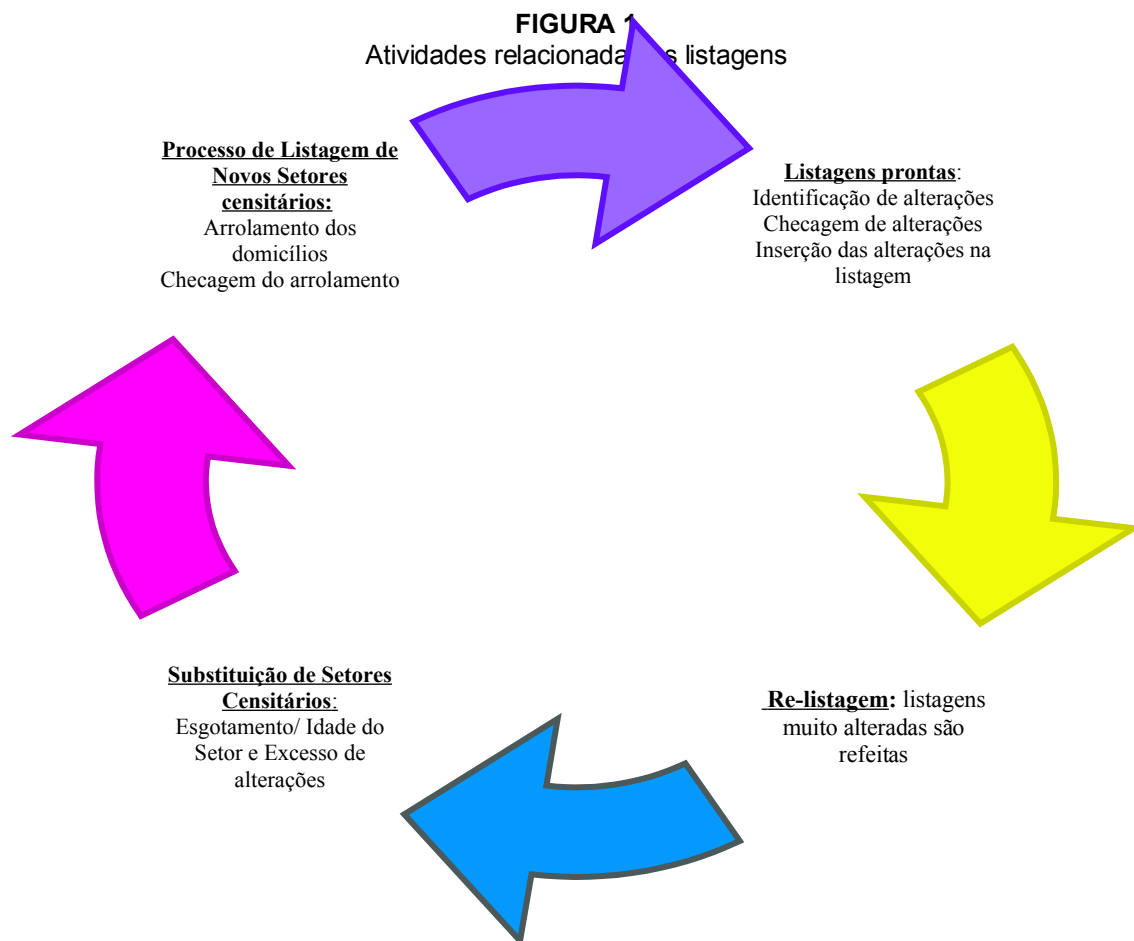 FIGURA 1
Atividades relacionada s listagens
Processo de Listagem de
Novos Setores
censitários:
Arrolamento dos
domicílios
Checagem do arrolamento
Listagens prontas:
Identificação de alterações
Checagem de alterações
Inserção das alterações na
listagem
Substituição de Setores
Censitários:
Esgotamento/ Idade do
Setor e Excesso de
alterações
Re-listagem: listagens
muito alteradas são
refeitas